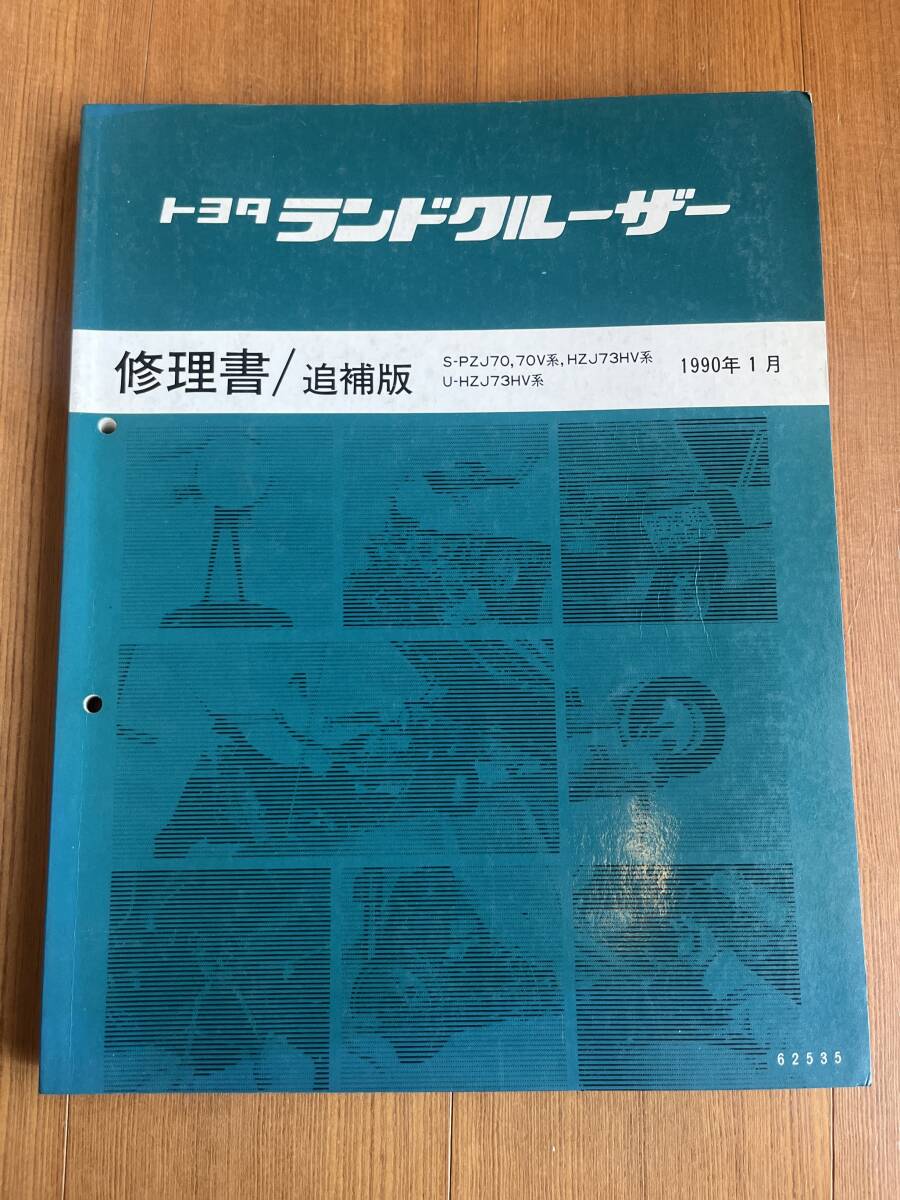 トヨタ ランドクルーザー
修理書/追補版
S-PZJ70,70V系,HZJ73HV系
U-HZJ73HV系
1990年1月
62535